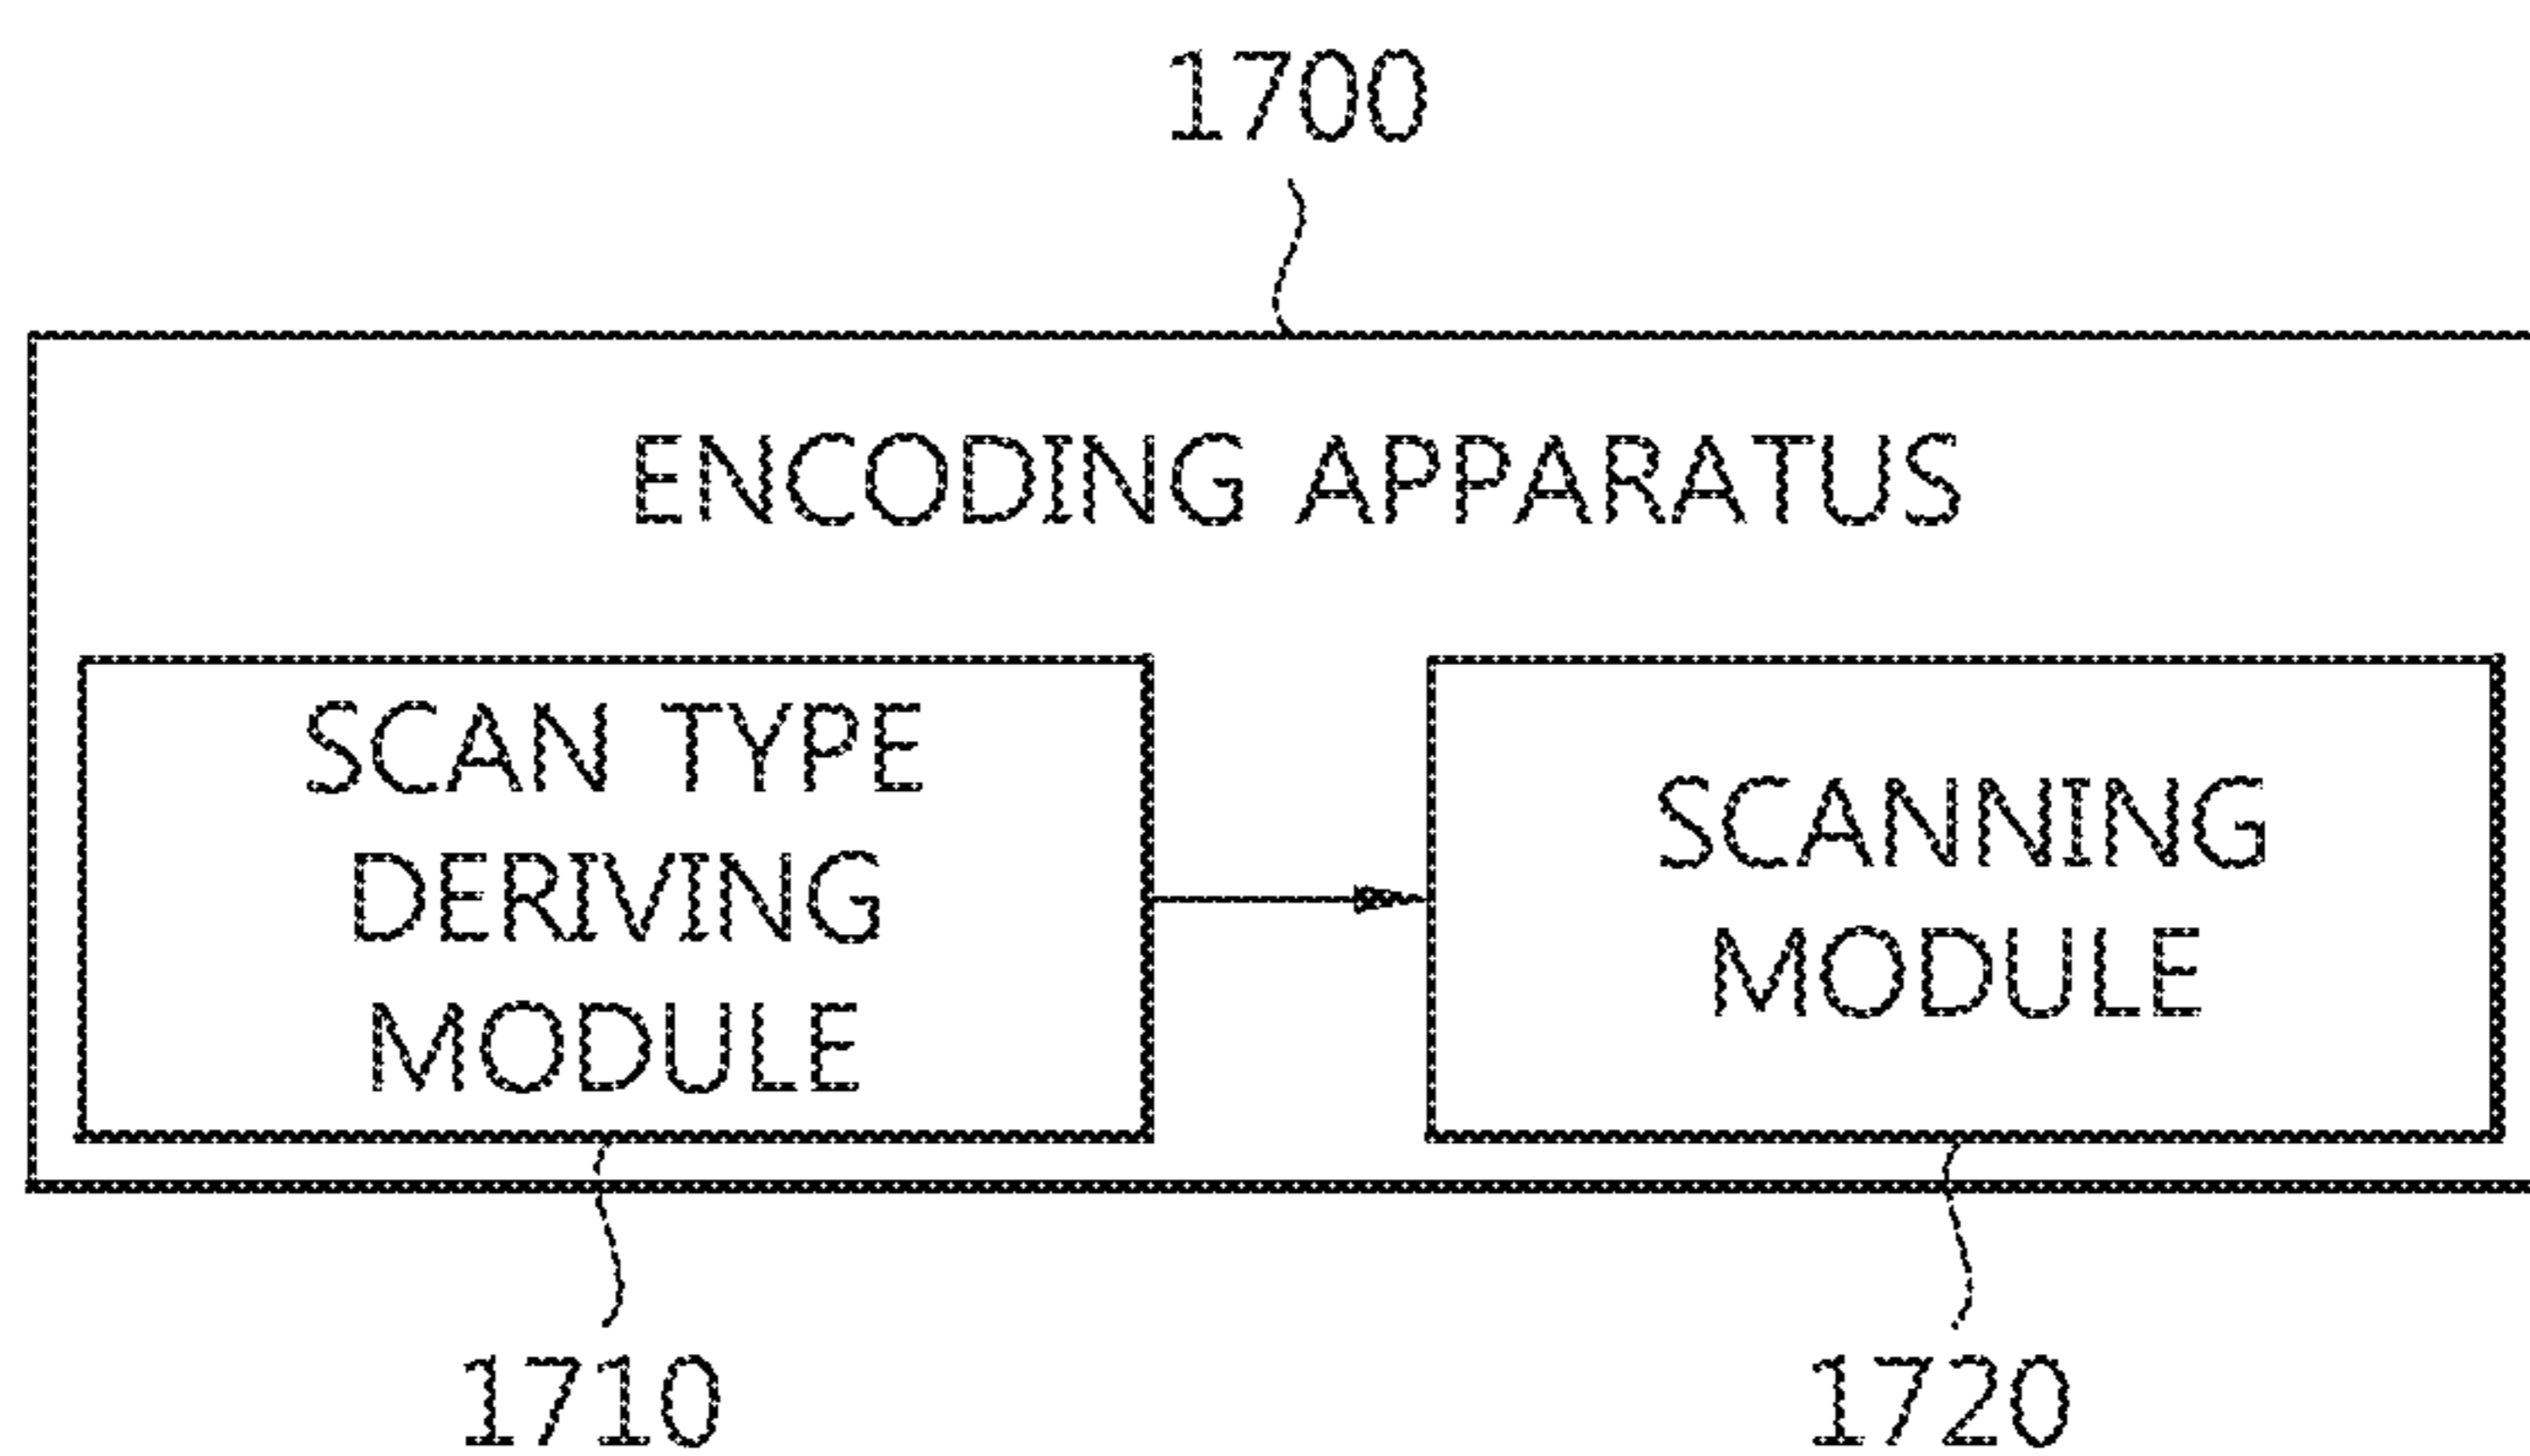 1700
ENCODING APPARATUS
SCAN TYPE
DERIVING
MODULE
SCANNING
MODULE
1710
1720